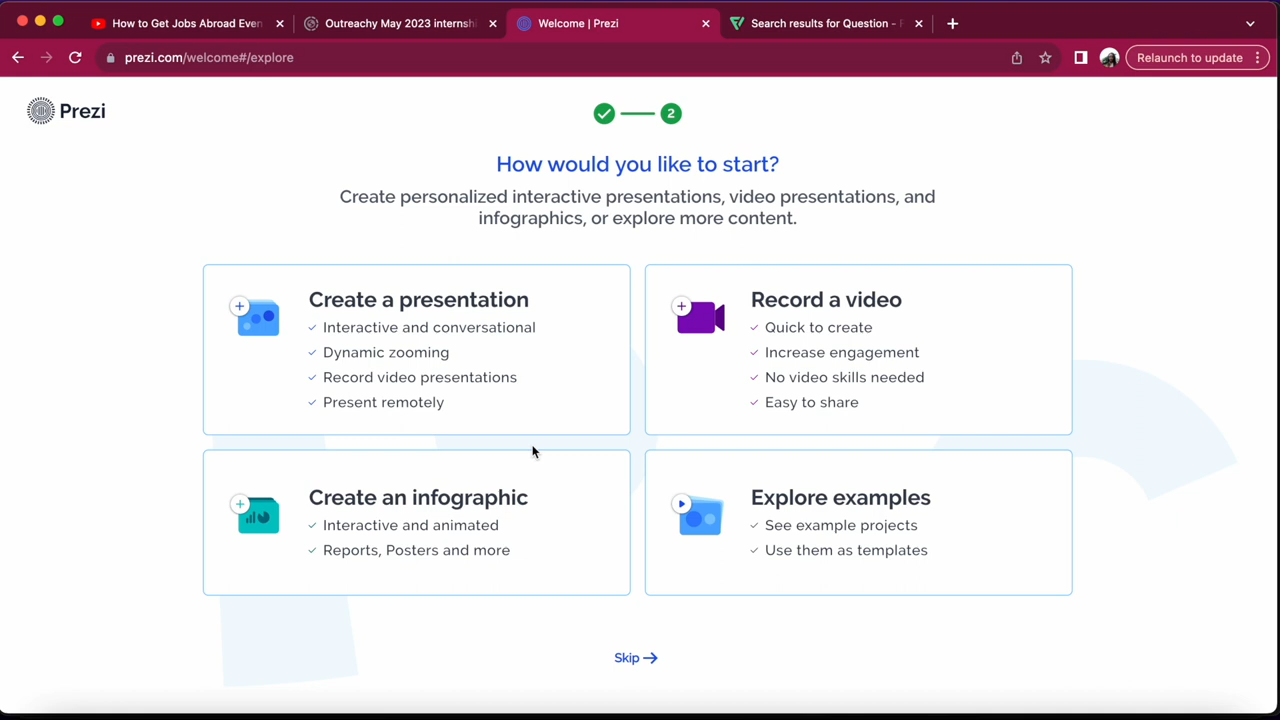 How to Get Jobs Abroad Even
Outreachy May 2023 internshi
Welcome | Prezi
Search results for Question -
prezi.com/welcome#/explore
Relaunch to update
Prezi
2
How would you like to start?
Create personalized interactive presentations, video presentations, and
infographics, or explore more content.
Create a presentation
Interactive and conversational
Dynamic zooming
Record video presentations
Present remotely
Record a video
Quick to create
Increase engagement
No video skills needed
Easy to share
Create an infographic
Interactive and animated
Reports, Posters and more
Explore examples
See example projects
Use them as templates
Skip